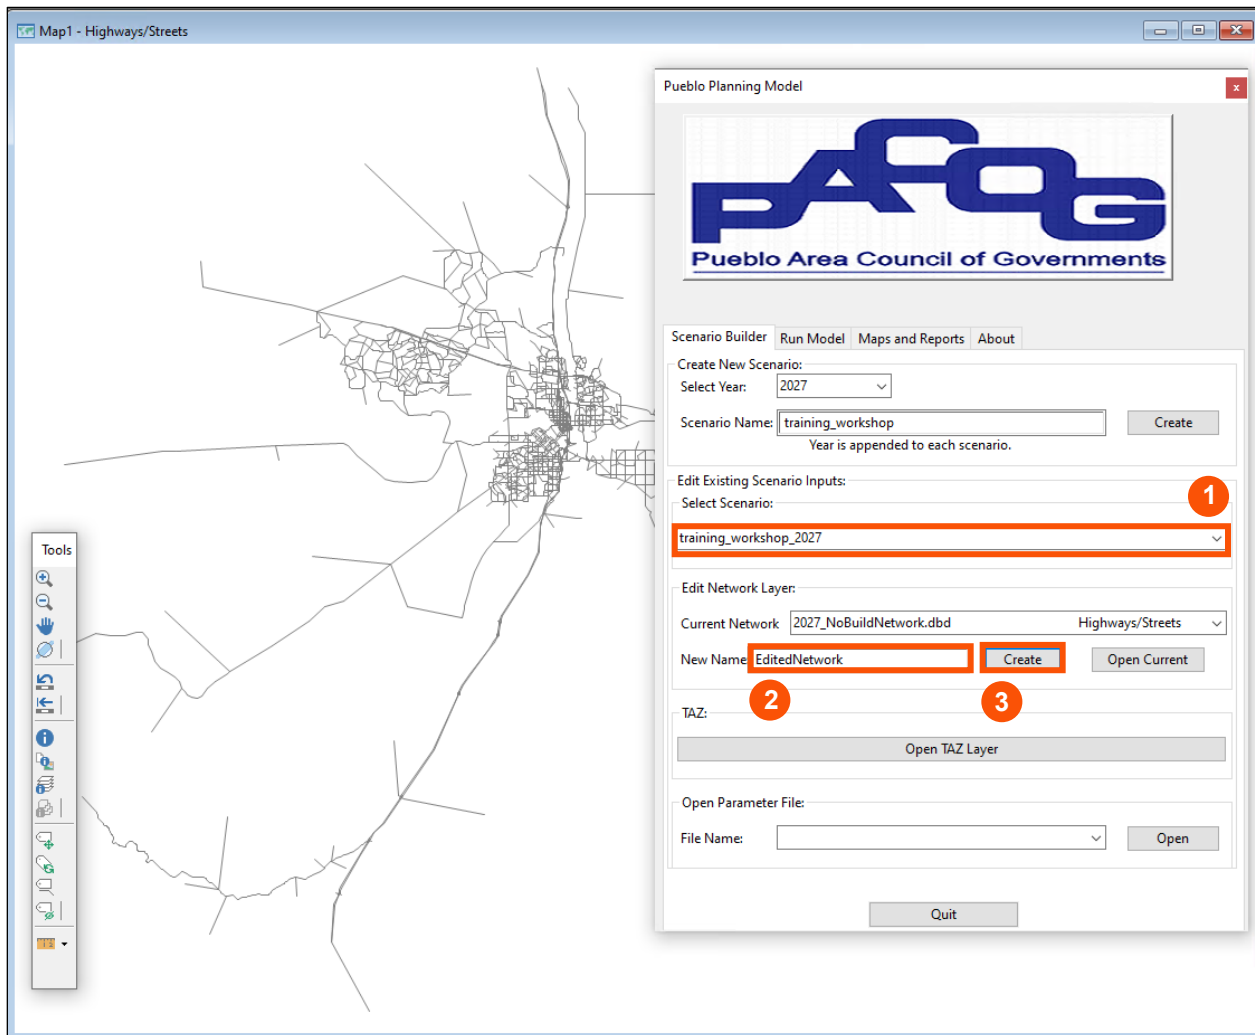 Map1 - Highways/Streets
Pueblo Planning Model
x
PACOG
Pueblo Area Council of Governments
Scenario Builder Run Model Maps and Reports About
Create New Scenario:
Select Year: 2027
Scenario Name: training_workshop Create
Year is appended to each scenario.
Edit Existing Scenario Inputs:
1
Select Scenario:
training_workshop_2027
Tools
Edit Network Layer:
Current Network 2027_NoBuildNetwork.dbd Highways/Streets
New Name: EditedNetwork Create Open Current
2 3
TAZ:
Open TAZ Layer
Open Parameter File:
File Name: Open
Quit